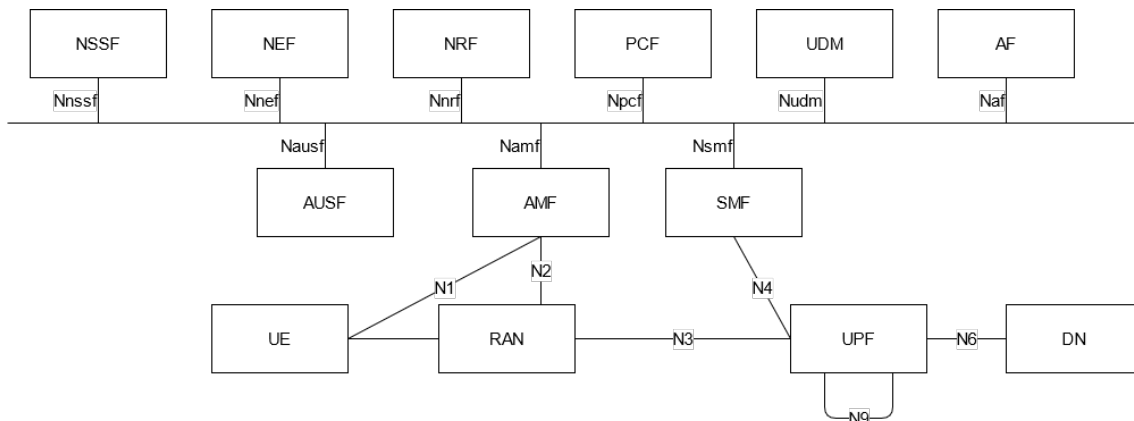 NSSF NEF NRF PCF UDM AF
Nnssf Nnef Nnrf Npcf Nudm Naf
Nausf Namf Nsmf
AUSF AMF SMF
N2
N1 N4
UE RAN N3 UPF N6 DN
N9